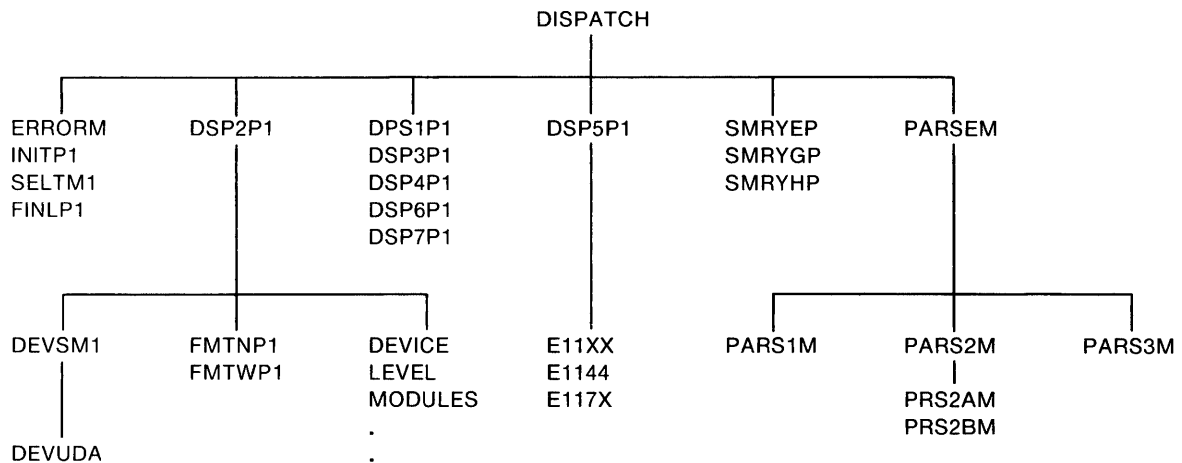 DISPATCH
ERRORM DSP2P1 DPS1P1 DSP5P1 SMRYEP PARSEM
INITP1 DSP3P1 SMRYGP
SELTM1 DSP4P1 SMRYHP
FINLP1 DSP6P1
DSP7P1
DEVSM1 FMTNP1 DEVICE E11XX PARS1M PARS2M PARS3M
FMTWP1 LEVEL E1144
MODULES E117X PRS2AM
. PRS2BM
DEVUDA .